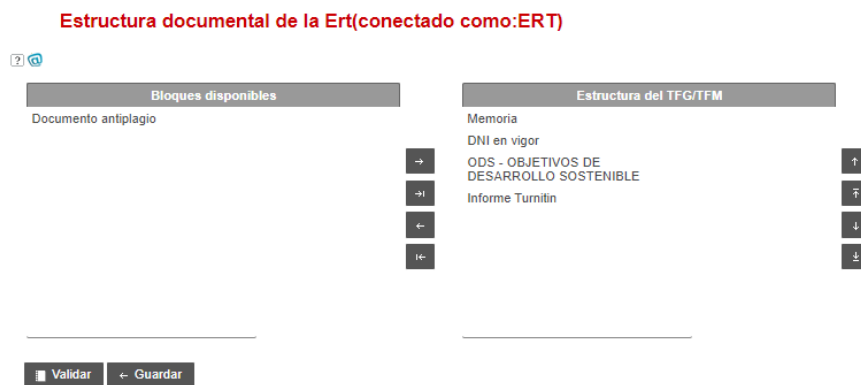 Estructura documental de la Ert(conectado como:ERT)
?@
Bloques disponibles
Documento antiplagio
Estructura del TFG/TFM
Memoria
DNI en vigor
ODS - OBJETIVOS DE
DESARROLLO SOSTENIBLE
Informe Turnitin
Validar
← Guardar